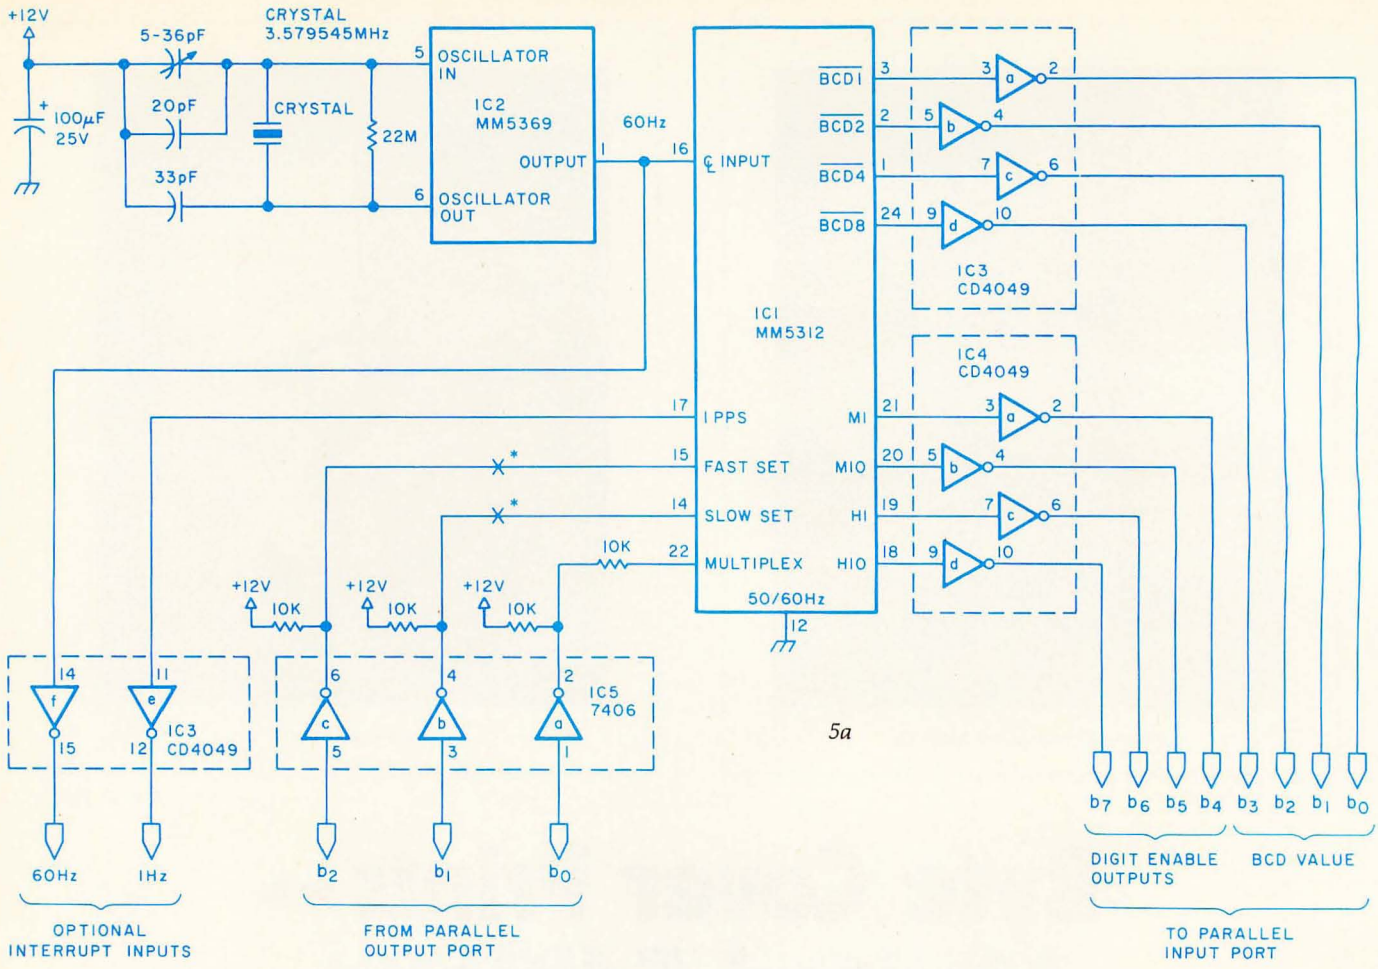 +12V
CRYSTAL
3.579545MHz
5-36pF
5
OSCILLATOR
IN
+
100µF
25V
20pF
CRYSTAL
22M
IC2
MM5369
OUTPUT
1
60Hz
16
33pF
6
OSCILLATOR
OUT
℄ INPUT
BCD1
3
3
a
2
BCD2
2
5
b
4
BCD4
1
7
c
6
BCD8
24
9
d
10
IC3
CD4049
IC1
MM5312
IC4
CD4049
17
1PPS
M1
21
3
a
2
*
15
FAST SET
M10
20
5
b
4
*
14
SLOW SET
H1
19
7
c
6
10K
22
MULTIPLEX
H10
18
9
d
10
50/60Hz
12
+12V
10K
+12V
10K
+12V
10K
14
f
15
11
e
12
IC3
CD4049
6
c
5
4
b
3
2
a
1
IC5
7406
5a
60Hz
1Hz
b2
b1
b0
b7
b6
b5
b4
b3
b2
b1
b0
DIGIT ENABLE
OUTPUTS
BCD VALUE
OPTIONAL
INTERRUPT INPUTS
FROM PARALLEL
OUTPUT PORT
TO PARALLEL
INPUT PORT